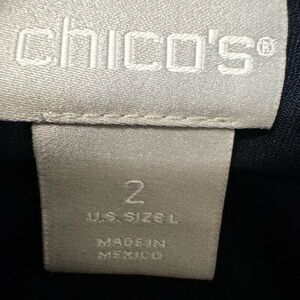 chico's®
2
U.S. SIZE L
MADE IN
MEXICO